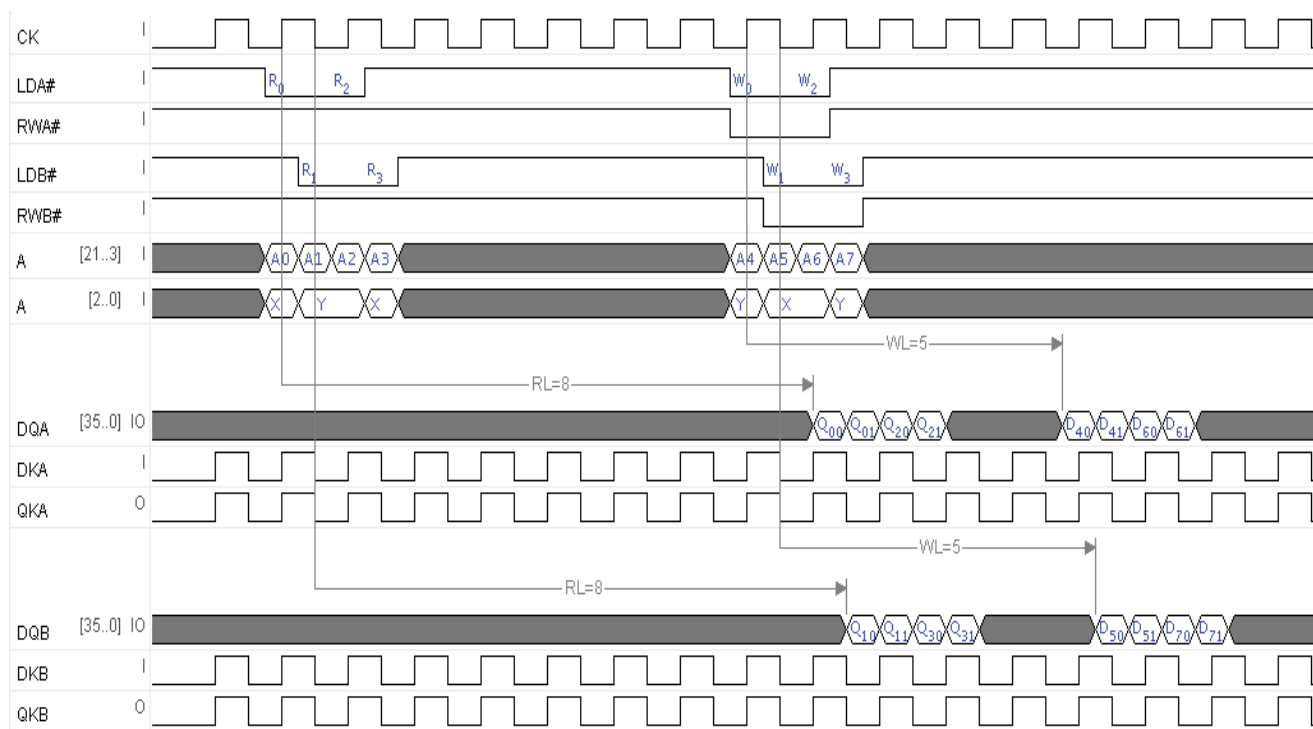 CK I
LDA# I R0 R2 W0 W2
RWA# I
LDB# I R1 R3 W1 W3
RWB# I
A [21..3] I A0 A1 A2 A3 A4 A5 A6 A7
A [2..0] I X Y X Y X Y
WL=5
RL=8
DQA [35..0] IO Q00 Q01 Q20 Q21 D40 D41 D60 D61
DKA I
QKA O
WL=5
RL=8
DQB [35..0] IO Q10 Q11 Q30 Q31 D50 D51 D70 D71
DKB I
QKB O